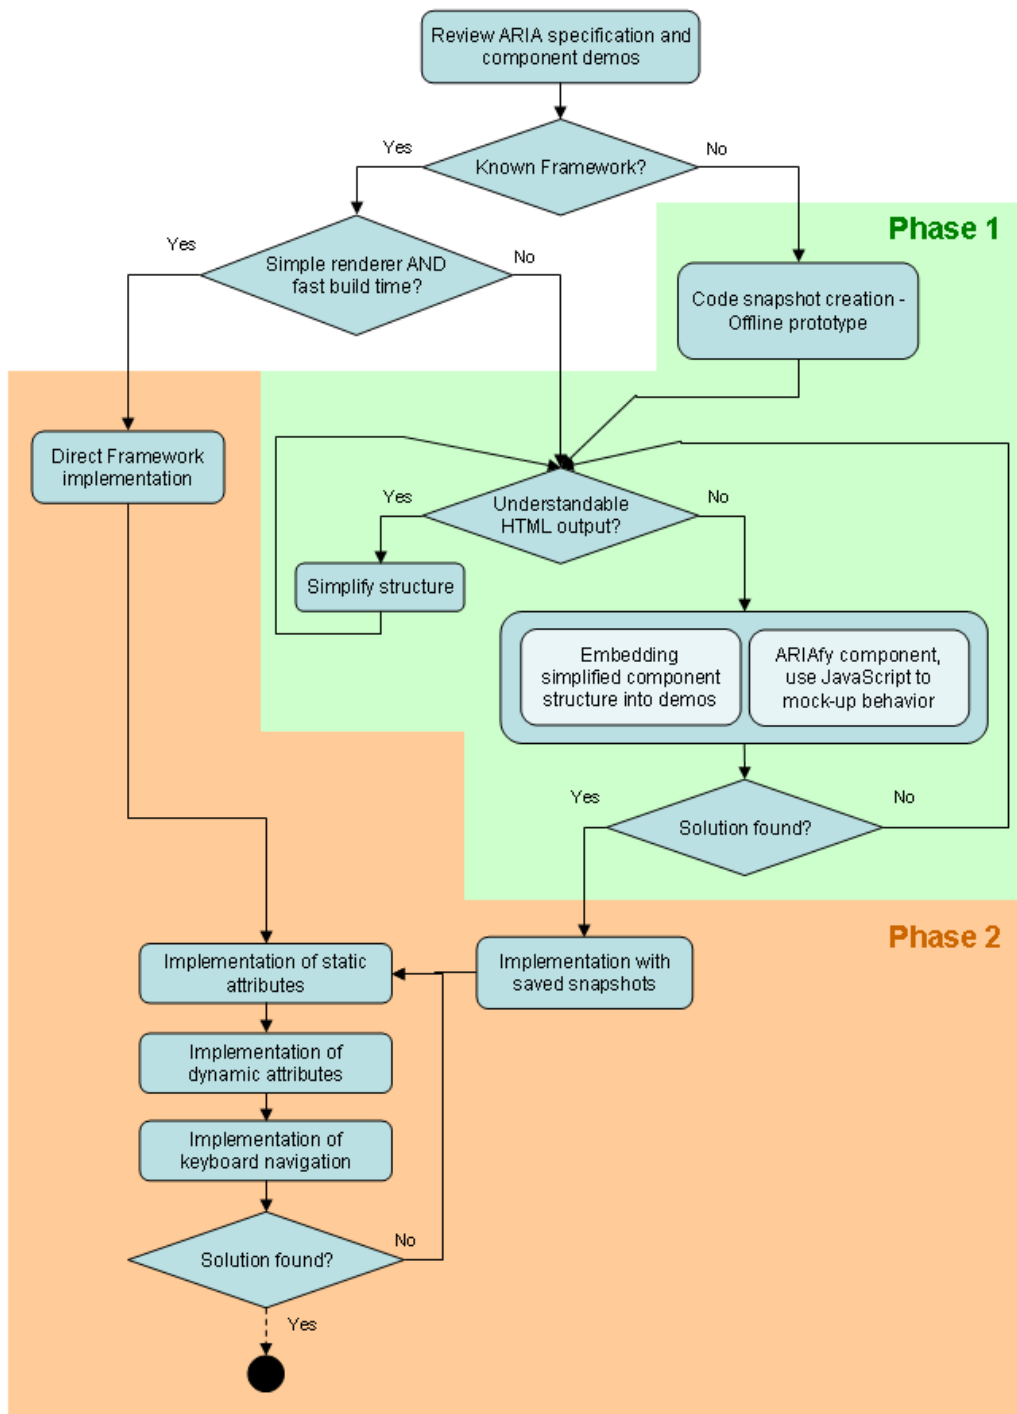 Review ARIA specification and
component demos
Yes
No
Known Framework?
Phase 1
Yes
No
Simple renderer AND
fast build time?
Code snapshot creation -
Offline prototype
Direct Framework
implementation
Yes
No
Understandable
HTML output?
Simplify structure
Embedding
simplified component
structure into demos
ARIAfy component,
use JavaScript to
mock-up behavior
Yes
No
Solution found?
Phase 2
Implementation of static
attributes
Implementation with
saved snapshots
Implementation of
dynamic attributes
Implementation of
keyboard navigation
No
Solution found?
Yes